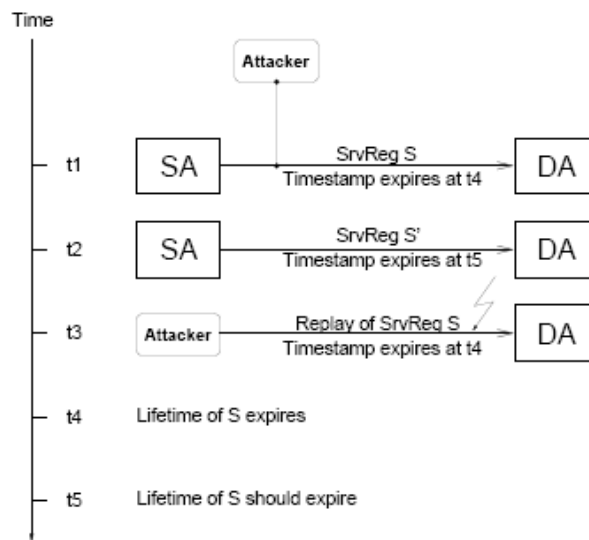 Time
Attacker
t1
SA
SrvReg S
Timestamp expires at t4
DA
t2
SA
SrvReg S'
Timestamp expires at t5
DA
t3
Attacker
Replay of SrvReg S
Timestamp expires at t4
DA
t4
Lifetime of S expires
t5
Lifetime of S should expire